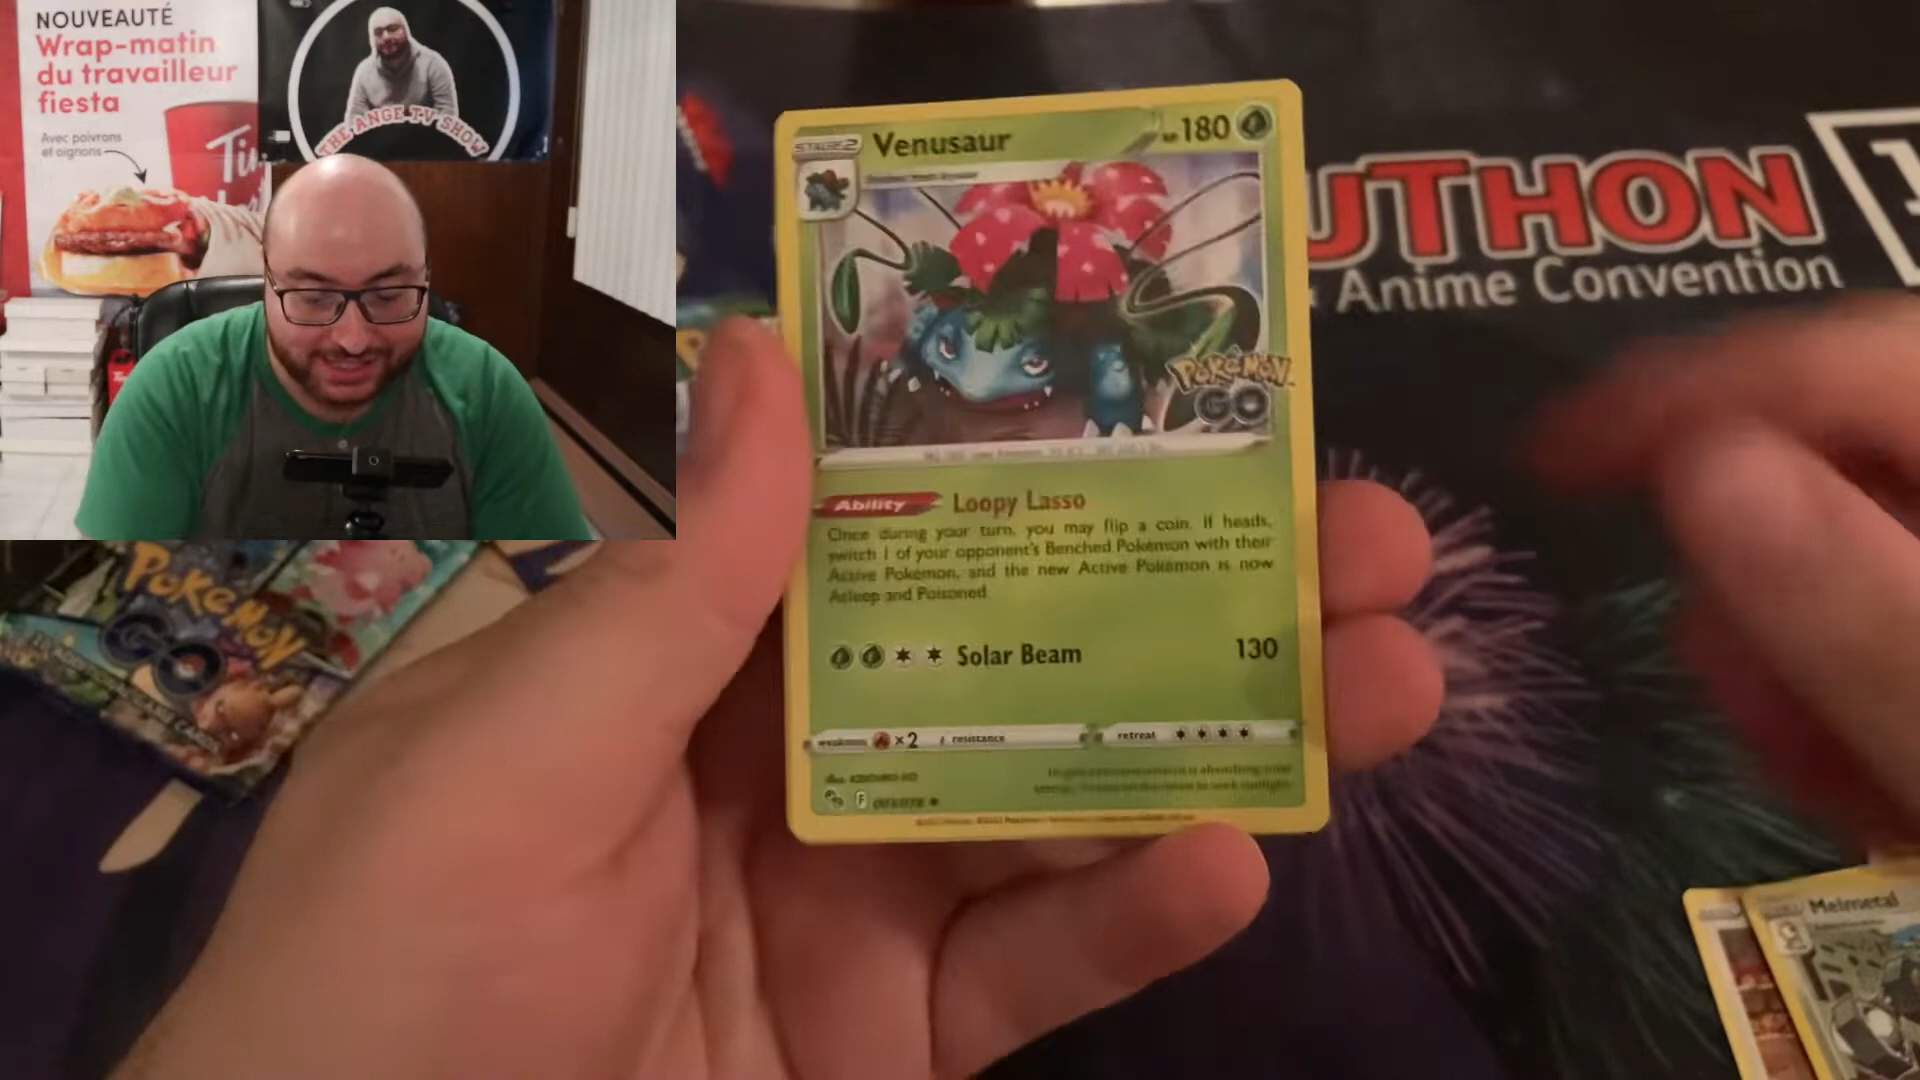 NOUVEAUTÉ
Wrap-matin
du travailleur
fiesta
Avec poivrons
et oignons
THE ANGE TV SHOW
STAGE 2
Venusaur
180
POKÉMON
GO
Ability Loopy Lasso
Once during your turn, you may flip a coin. If heads,
switch 1 of your opponent's Benched Pokémon with their
Active Pokémon, and the new Active Pokémon is now
Asleep and Poisoned.
Solar Beam 130
weakness ×2 resistance retreat
F
UTHON
Anime Convention
POKÉMON
GO
Melmetal